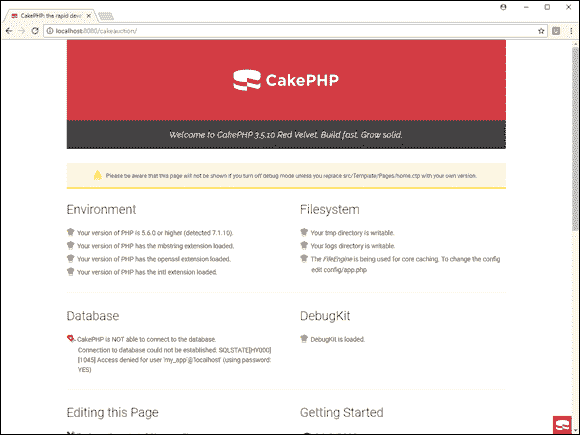 CakePHP: the rapid deve
localhost:8080/cakeauction/
CakePHP
Welcome to CakePHP 3.5.10 Red Velvet. Build fast. Grow solid.
Please be aware that this page will not be shown if you turn off debug mode unless you replace src/Template/Pages/home.ctp with your own version.
Environment
Your version of PHP is 5.6.0 or higher (detected 7.1.10).
Your version of PHP has the mbstring extension loaded.
Your version of PHP has the openssl extension loaded.
Your version of PHP has the intl extension loaded.
Filesystem
Your tmp directory is writable.
Your logs directory is writable.
The FileEngine is being used for core caching. To change the config
edit config/app.php
Database
CakePHP is NOT able to connect to the database.
Connection to database could not be established: SQLSTATE[HY000]
[1045] Access denied for user 'my_app'@'localhost' (using password:
YES)
DebugKit
DebugKit is loaded.
Editing this Page
Getting Started